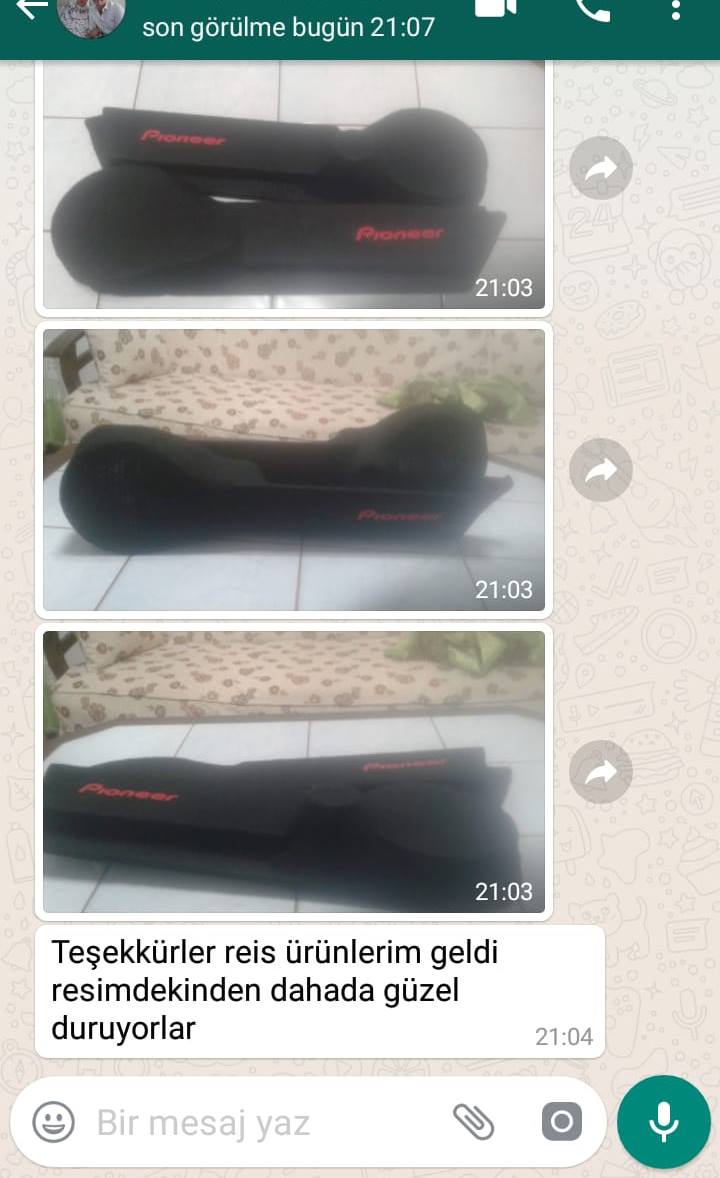 son görülme bugün 21:07
Pioneer
Pioneer
21:03
Pioneer
21:03
Pioneer
Pioneer
21:03
Teşekkürler reis ürünlerim geldi
resimdekinden dahada güzel
duruyorlar
21:04
Bir mesaj yaz